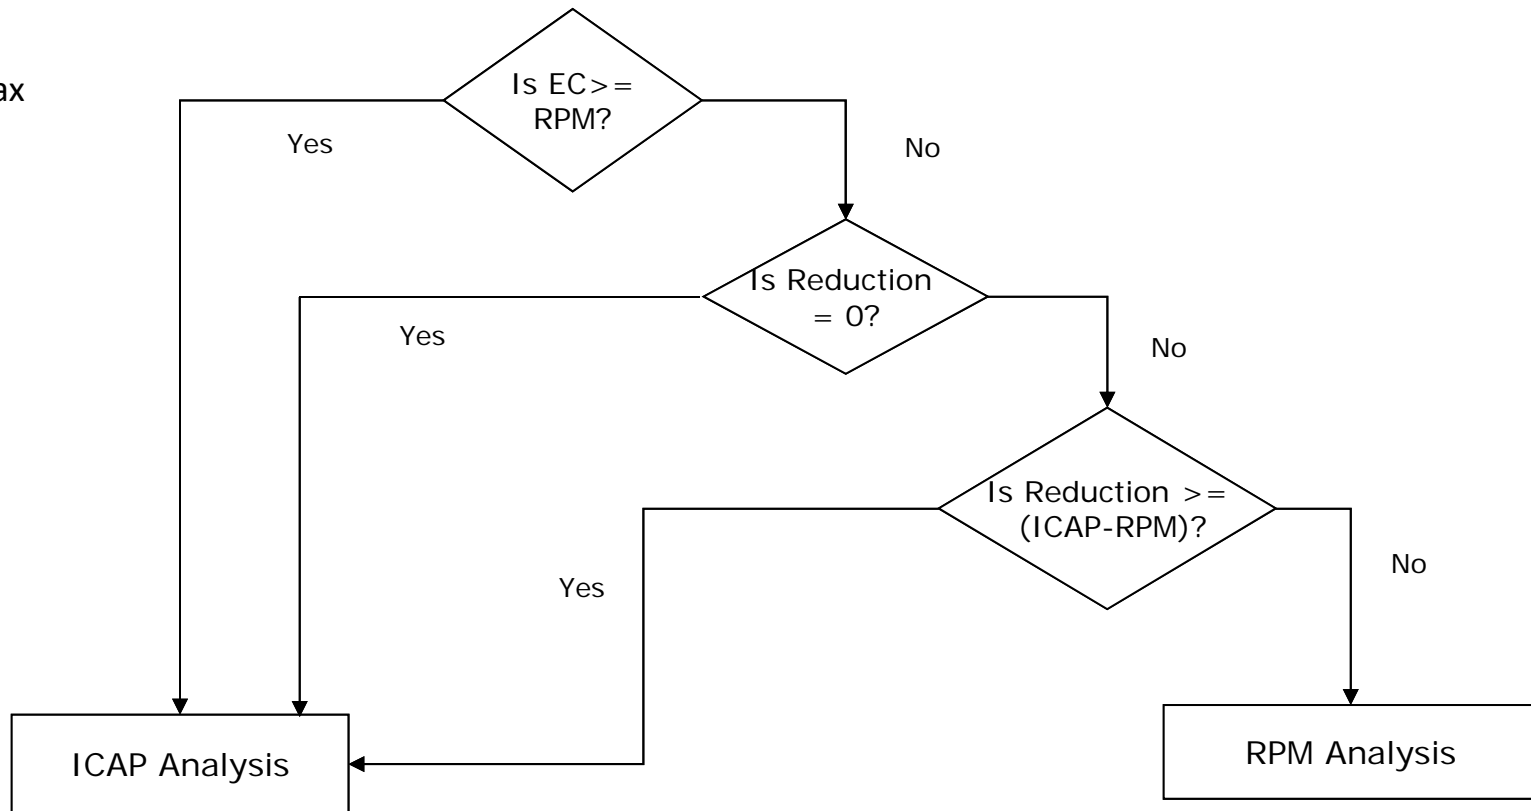 Is EC>=
RPM?
ax
Yes
No
Is Reduction
= 0?
Yes
No
Is Reduction >=
(ICAP-RPM)?
Yes
No
ICAP Analysis
RPM Analysis